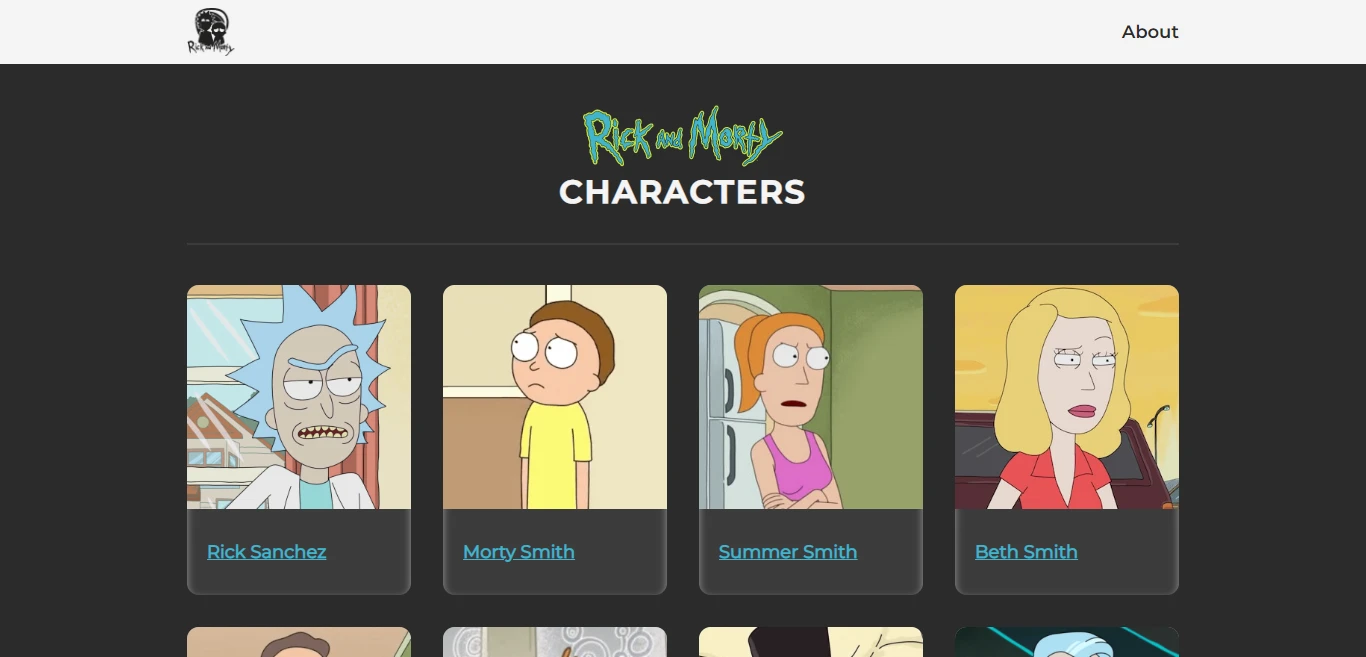 Rick and Morty
About
Rick and Morty
CHARACTERS
Rick Sanchez
Morty Smith
Summer Smith
Beth Smith